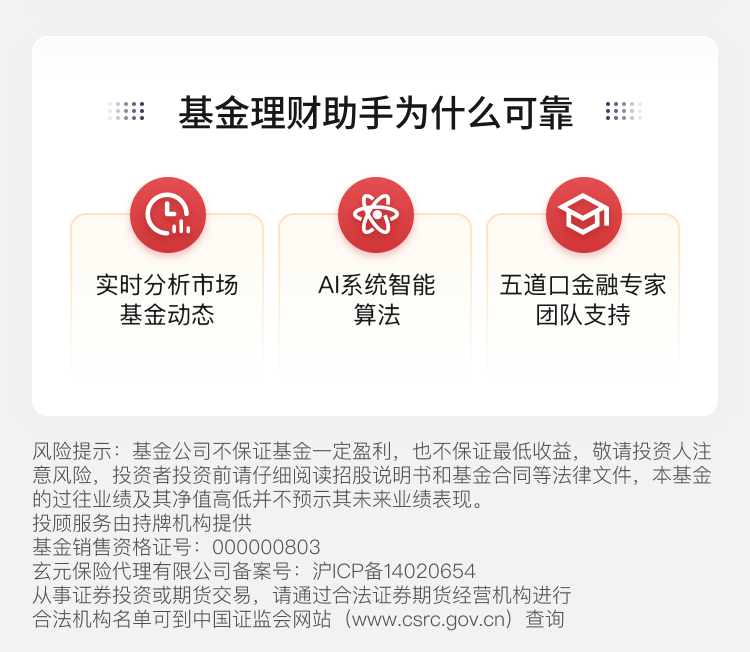 基金理财助手为什么可靠
实时分析市场
基金动态
AI系统智能
算法
五道口金融专家
团队支持
风险提示：基金公司不保证基金一定盈利，也不保证最低收益，敬请投资人注
意风险，投资者投资前请仔细阅读招股说明书和基金合同等法律文件，本基金
的过往业绩及其净值高低并不预示其未来业绩表现。
投顾服务由持牌机构提供
基金销售资格证号：000000803
玄元保险代理有限公司备案号：沪ICP备14020654
从事证券投资或期货交易，请通过合法证券期货经营机构进行
合法机构名单可到中国证监会网站（www.csrc.gov.cn）查询